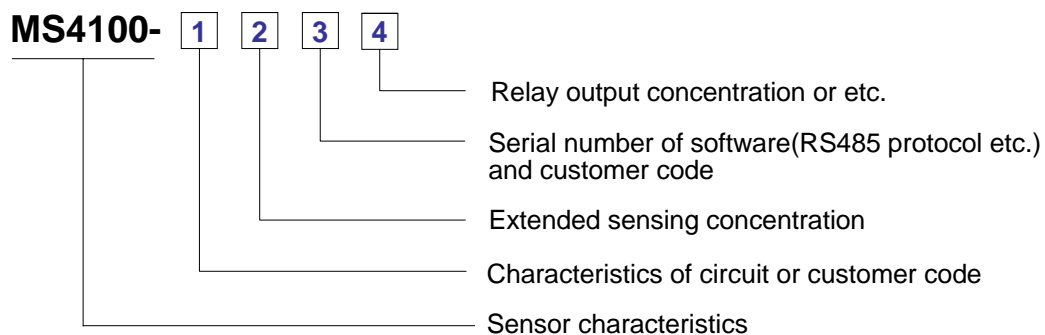 MS4100- 1 2 3 4
Relay output concentration or etc.
Serial number of software(RS485 protocol etc.)
and customer code
Extended sensing concentration
Characteristics of circuit or customer code
Sensor characteristics